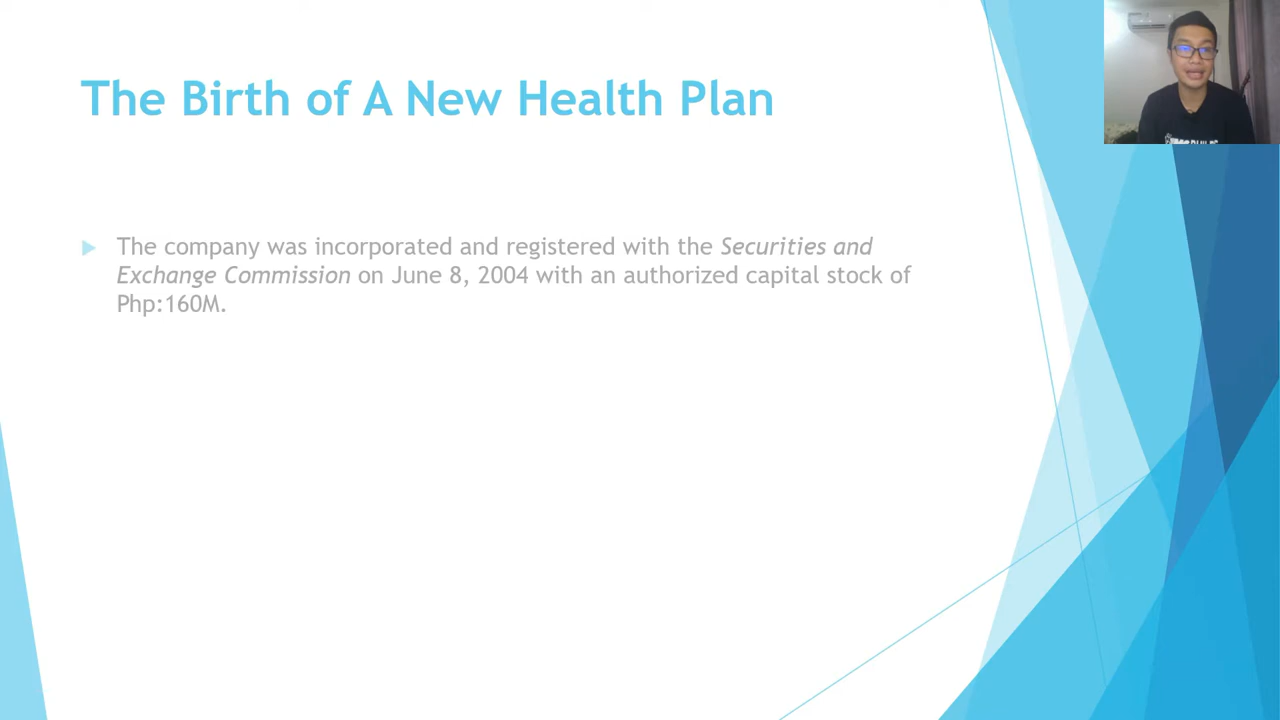 The Birth of A New Health Plan
The company was incorporated and registered with the Securities and
Exchange Commission on June 8, 2004 with an authorized capital stock of
Php:160M.